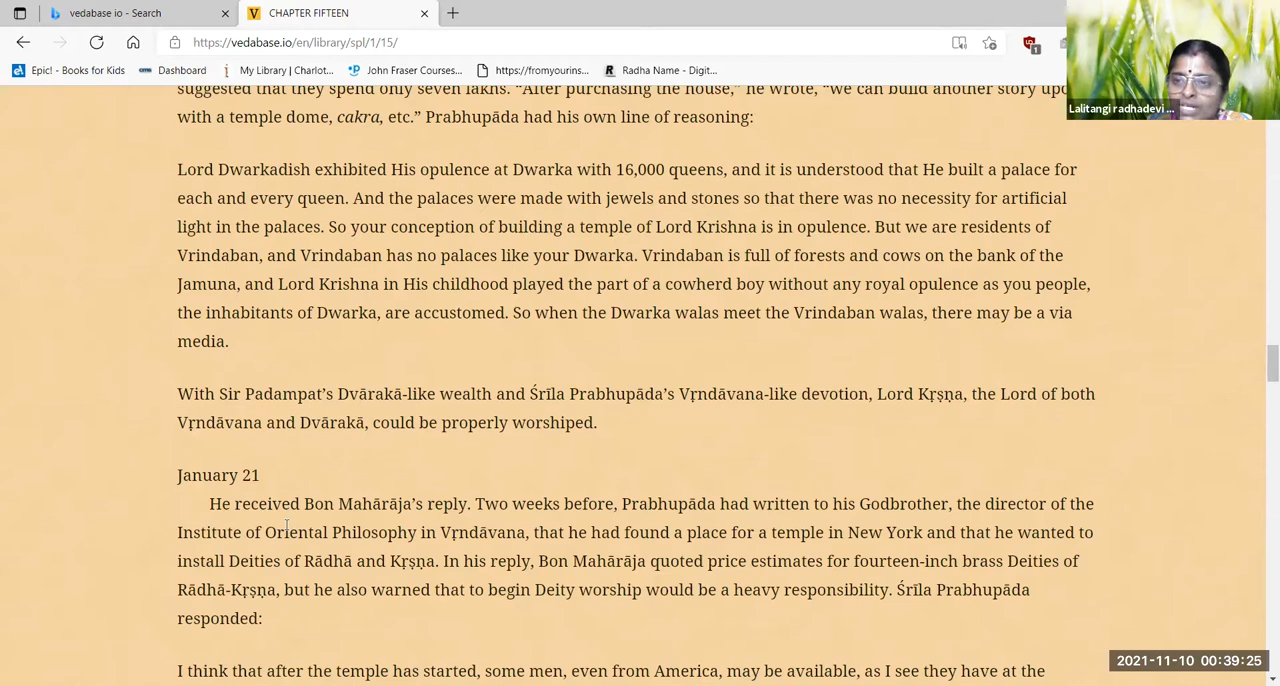 vedabase io - Search
CHAPTER FIFTEEN
https://vedabase.io/en/library/spl/1/15/
Epic! - Books for Kids
Dashboard
My Library | Charlot...
John Fraser Courses...
https://fromyourins...
Radha Name - Digit...
Lalitangi radhadevi ...
suggested that they spend only seven lakhs. “After purchasing the house,” he wrote, “we can build another story
with a temple dome, cakra, etc.” Prabhupāda had his own line of reasoning:
Lord Dwarkadish exhibited His opulence at Dwarka with 16,000 queens, and it is understood that He built a palace for
each and every queen. And the palaces were made with jewels and stones so that there was no necessity for artificial
light in the palaces. So your conception of building a temple of Lord Krishna is in opulence. But we are residents of
Vrindaban, and Vrindaban has no palaces like your Dwarka. Vrindaban is full of forests and cows on the bank of the
Jamuna, and Lord Krishna in His childhood played the part of a cowherd boy without any royal opulence as you people,
the inhabitants of Dwarka, are accustomed. So when the Dwarka walas meet the Vrindaban walas, there may be a via
media.
With Sir Padampat’s Dvārakā-like wealth and Śrīla Prabhupāda’s Vṛndāvana-like devotion, Lord Kṛṣṇa, the Lord of both
Vṛndāvana and Dvārakā, could be properly worshiped.
January 21
He received Bon Mahārāja’s reply. Two weeks before, Prabhupāda had written to his Godbrother, the director of the
Institute of Oriental Philosophy in Vṛndāvana, that he had found a place for a temple in New York and that he wanted to
install Deities of Rādhā and Kṛṣṇa. In his reply, Bon Mahārāja quoted price estimates for fourteen-inch brass Deities of
Rādhā-Kṛṣṇa, but he also warned that to begin Deity worship would be a heavy responsibility. Śrīla Prabhupāda
responded:
I think that after the temple has started, some men, even from America, may be available, as I see they have at the
2021-11-10 00:39:25